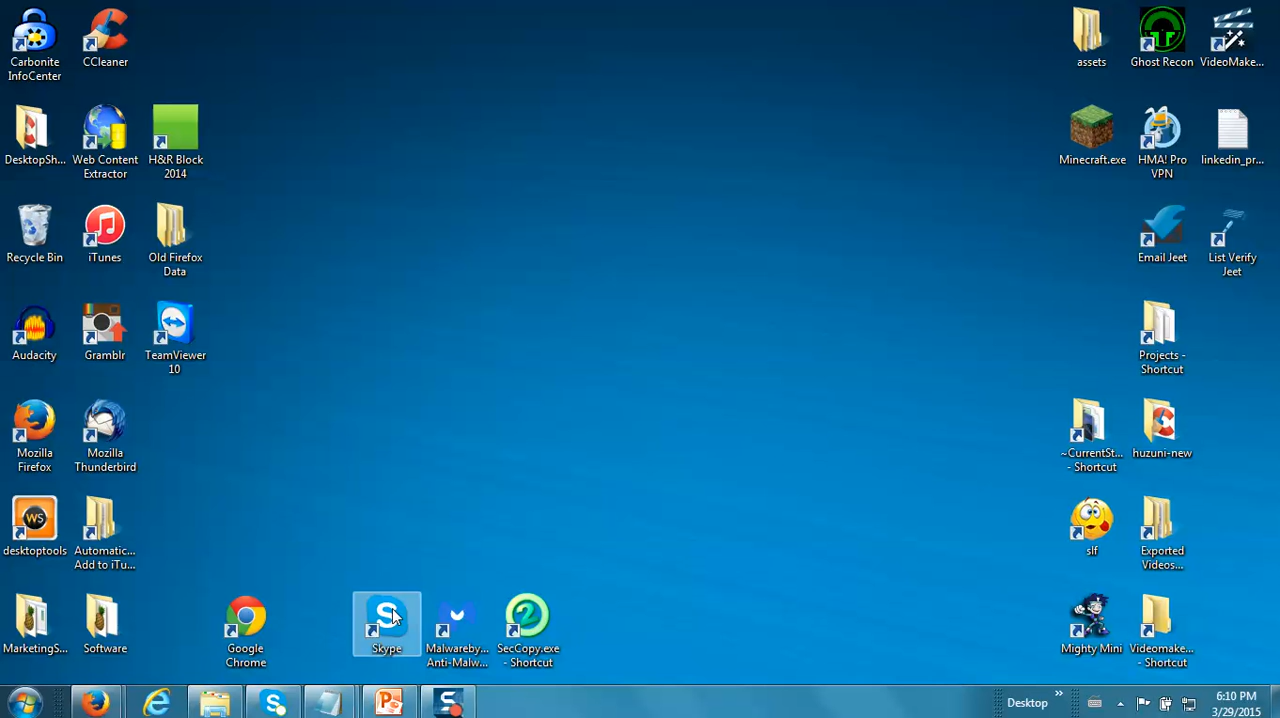 Carbonite
InfoCenter
CCleaner
assets
Ghost Recon
VideoMake...
DesktopSh...
Web Content
Extractor
H&R Block
2014
Minecraft.exe
HMA! Pro
VPN
linkedin_pr...
Recycle Bin
iTunes
Old Firefox
Data
Email Jeet
List Verify
Jeet
Audacity
Gramblr
TeamViewer
10
Projects -
Shortcut
Mozilla
Firefox
Mozilla
Thunderbird
~CurrentSt...
- Shortcut
huzuni-new
WS
desktoptools
Automatic...
Add to iTu...
slf
Exported
Videos...
MarketingS...
Software
Google
Chrome
S
Skype
Malwareby...
Anti-Malw...
2
SecCopy.exe
- Shortcut
Mighty Mini
Videomake...
- Shortcut
Desktop
»
6:10 PM
3/29/2015